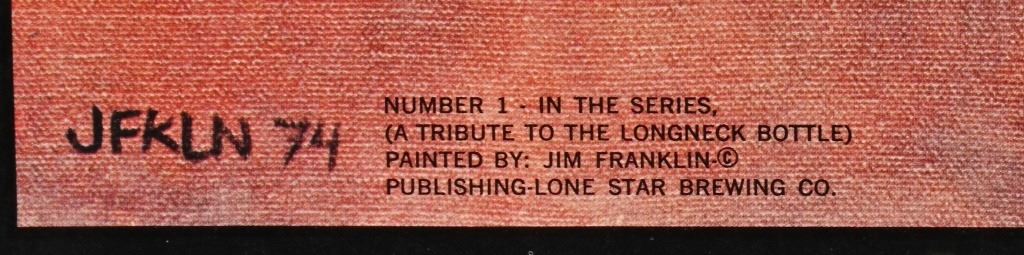 JFKLN '74
NUMBER 1 - IN THE SERIES,
(A TRIBUTE TO THE LONGNECK BOTTLE)
PAINTED BY: JIM FRANKLIN-©
PUBLISHING-LONE STAR BREWING CO.